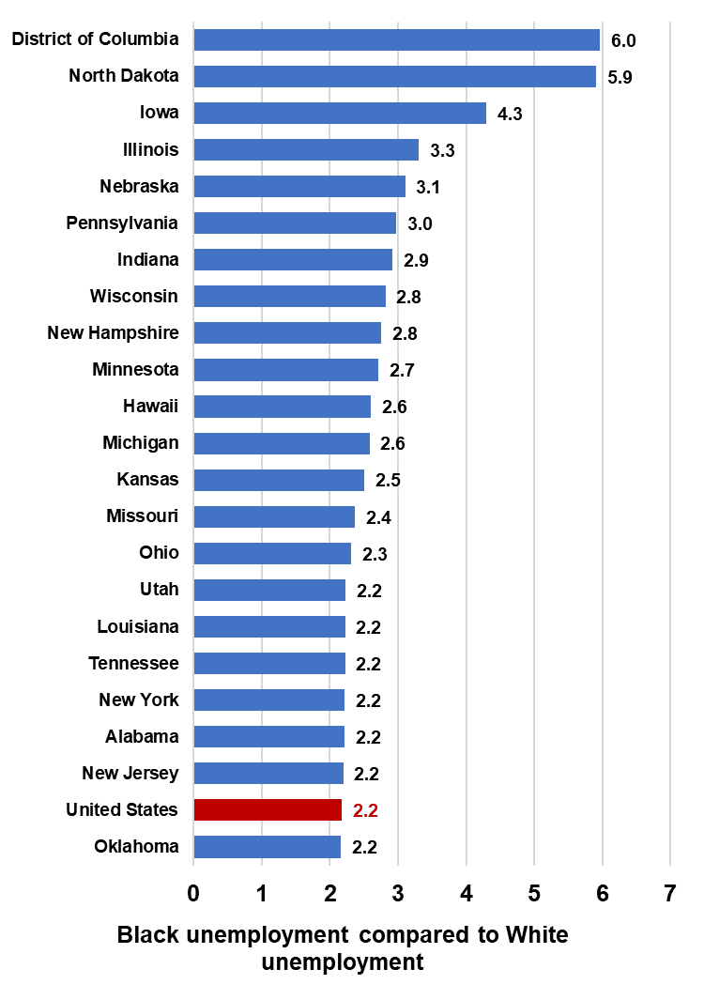 District of Columbia 6.0
North Dakota 5.9
Iowa 4.3
Illinois 3.3
Nebraska 3.1
Pennsylvania 3.0
Indiana 2.9
Wisconsin 2.8
New Hampshire 2.8
Minnesota 2.7
Hawaii 2.6
Michigan 2.6
Kansas 2.5
Missouri 2.4
Ohio 2.3
Utah 2.2
Louisiana 2.2
Tennessee 2.2
New York 2.2
Alabama 2.2
New Jersey 2.2
United States 2.2
Oklahoma 2.2
0 1 2 3 4 5 6 7
Black unemployment compared to White
unemployment